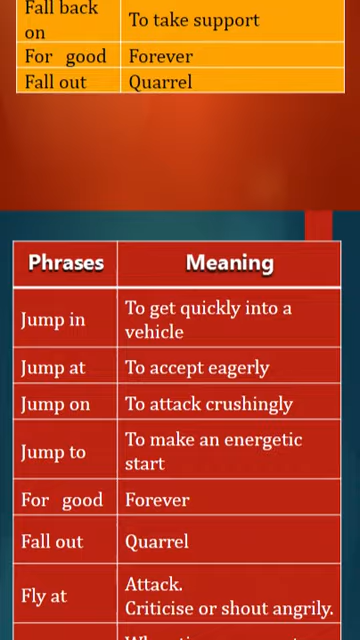 Fall back
on
To take support
For good
Forever
Fall out
Quarrel
Phrases
Meaning
Jump in
To get quickly into a
vehicle
Jump at
To accept eagerly
Jump on
To attack crushingly
Jump to
To make an energetic
start
For good
Forever
Fall out
Quarrel
Fly at
Attack.
Criticise or shout angrily.